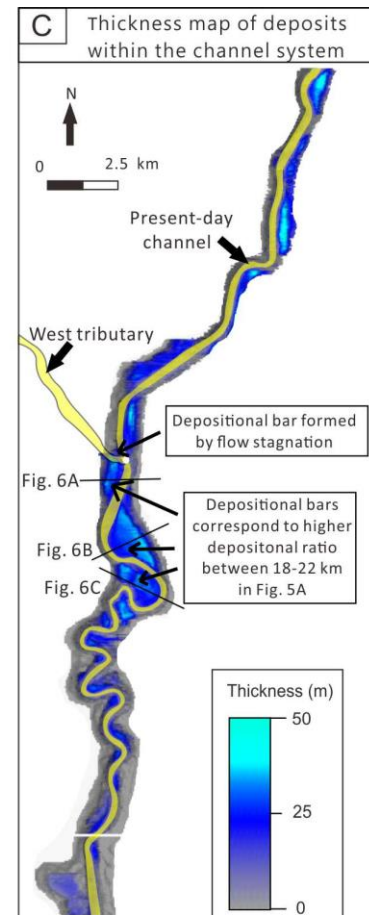 C
Thickness map of deposits
within the channel system
N
0 2.5 km
Present-day
channel
West tributary
Depositional bar formed
by flow stagnation
Fig. 6A
Depositional bars
correspond to higher
depositonal ratio
between 18-22 km
in Fig. 5A
Fig. 6B
Fig. 6C
Thickness (m)
50
25
0